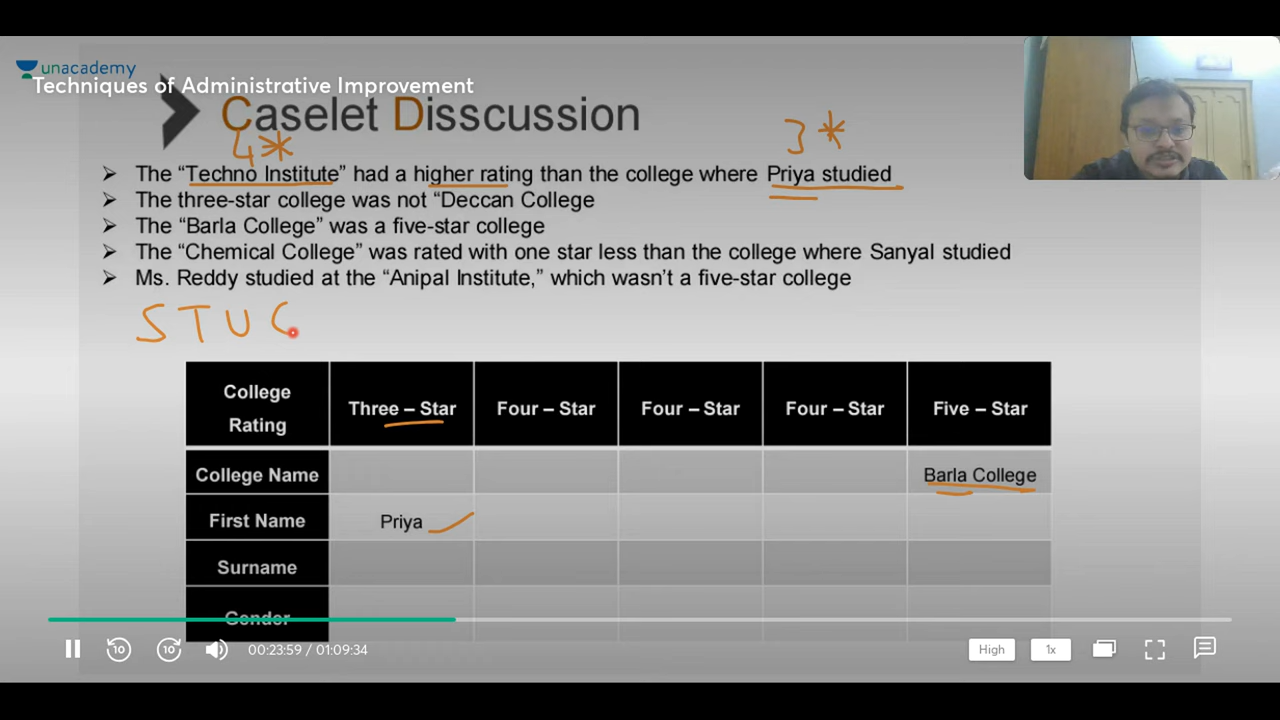 unacademy
Techniques of Administrative Improvement
Caselet Disscussion
4* 3*
The “Techno Institute” had a higher rating than the college where Priya studied
The three-star college was not “Deccan College
The “Barla College” was a five-star college
The “Chemical College” was rated with one star less than the college where Sanyal studied
Ms. Reddy studied at the “Anipal Institute,” which wasn’t a five-star college
S T U
College Rating Three – Star Four – Star Four – Star Four – Star Five – Star
College Name Barla College
First Name Priya
Surname
Gender
10 10 00:23:59 / 01:09:34 High 1x